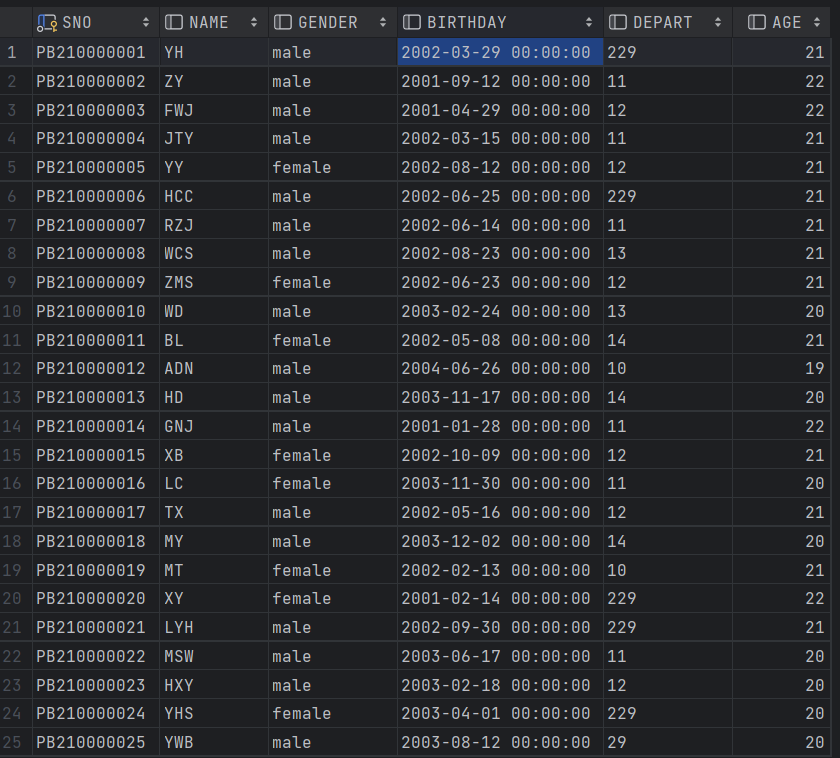 SNO NAME GENDER BIRTHDAY DEPART AGE
1 PB210000001 YH male 2002-03-29 00:00:00 229 21
2 PB210000002 ZY male 2001-09-12 00:00:00 11 22
3 PB210000003 FWJ male 2001-04-29 00:00:00 12 22
4 PB210000004 JTY male 2002-03-15 00:00:00 11 21
5 PB210000005 YY female 2002-08-12 00:00:00 12 21
6 PB210000006 HCC male 2002-06-25 00:00:00 229 21
7 PB210000007 RZJ male 2002-06-14 00:00:00 11 21
8 PB210000008 WCS male 2002-08-23 00:00:00 13 21
9 PB210000009 ZMS female 2002-06-23 00:00:00 12 21
10 PB210000010 WD male 2003-02-24 00:00:00 13 20
11 PB210000011 BL female 2002-05-08 00:00:00 14 21
12 PB210000012 ADN male 2004-06-26 00:00:00 10 19
13 PB210000013 HD male 2003-11-17 00:00:00 14 20
14 PB210000014 GNJ male 2001-01-28 00:00:00 11 22
15 PB210000015 XB female 2002-10-09 00:00:00 12 21
16 PB210000016 LC female 2003-11-30 00:00:00 11 20
17 PB210000017 TX male 2002-05-16 00:00:00 12 21
18 PB210000018 MY male 2003-12-02 00:00:00 14 20
19 PB210000019 MT female 2002-02-13 00:00:00 10 21
20 PB210000020 XY female 2001-02-14 00:00:00 229 22
21 PB210000021 LYH male 2002-09-30 00:00:00 229 21
22 PB210000022 MSW male 2003-06-17 00:00:00 11 20
23 PB210000023 HXY male 2003-02-18 00:00:00 12 20
24 PB210000024 YHS female 2003-04-01 00:00:00 229 20
25 PB210000025 YWB male 2003-08-12 00:00:00 29 20